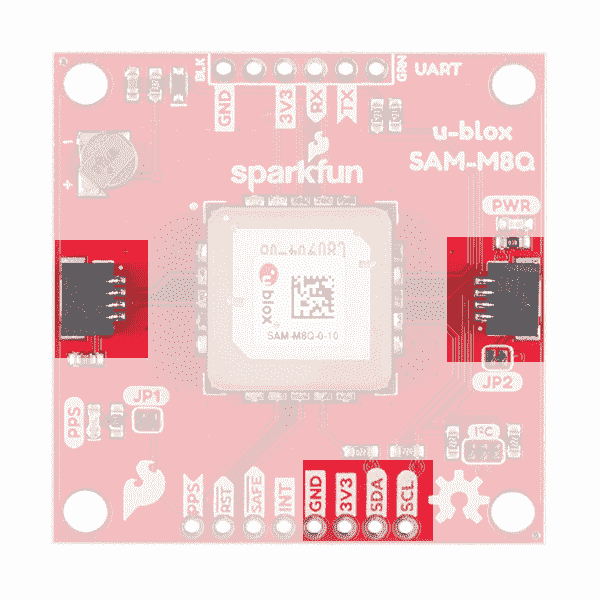 BLK
GRN
UART
GND
3V3
RX
TX
u-blox
SAM-M8Q
sparkfun
PWR
-
+
u blox
SAM-M8Q-0-10
JP2
JP1
PPS
I²C
PPS
RST
SAFE
INT
GND
3V3
SDA
SCL